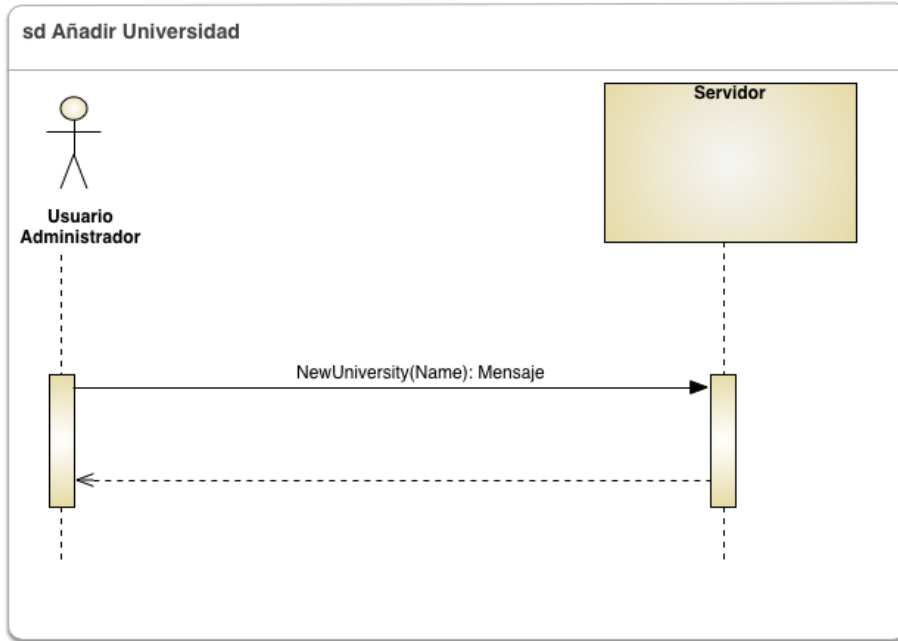 sd Añadir Universidad
Servidor
Usuario
Administrador
NewUniversity(Name): Mensaje